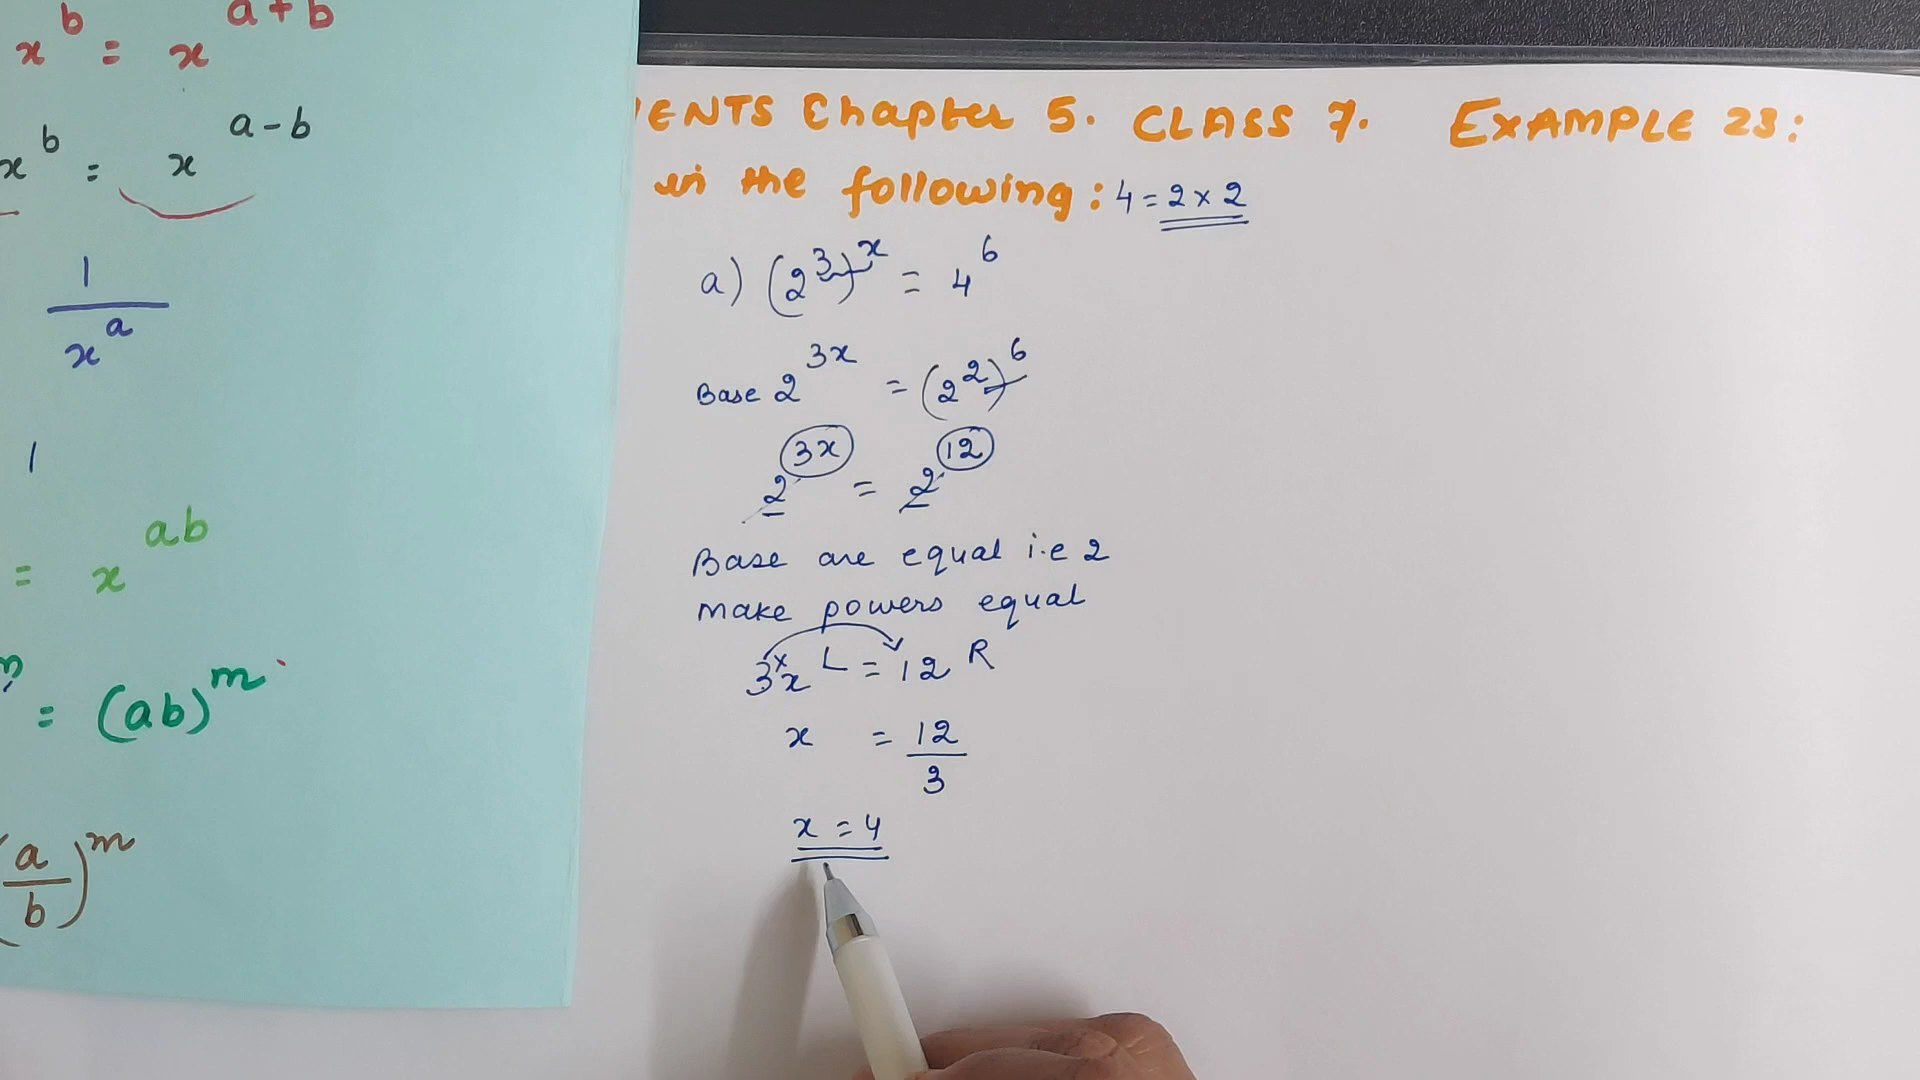 x^b = x^(a+b)
x^b = x^(a-b)
1/x^a
1
= x^(ab)
= (ab)^m
(a/b)^m
ENTS Chapter 5. CLASS 7. EXAMPLE 23:
in the following: 4 = 2 × 2
a) (2^3)^x = 4^6
Base 2^(3x) = (2^2)^6
2^(3x) = 2^(12)
Base are equal i.e 2
make powers equal
3 × x L = 12 R
x = 12/3
x = 4